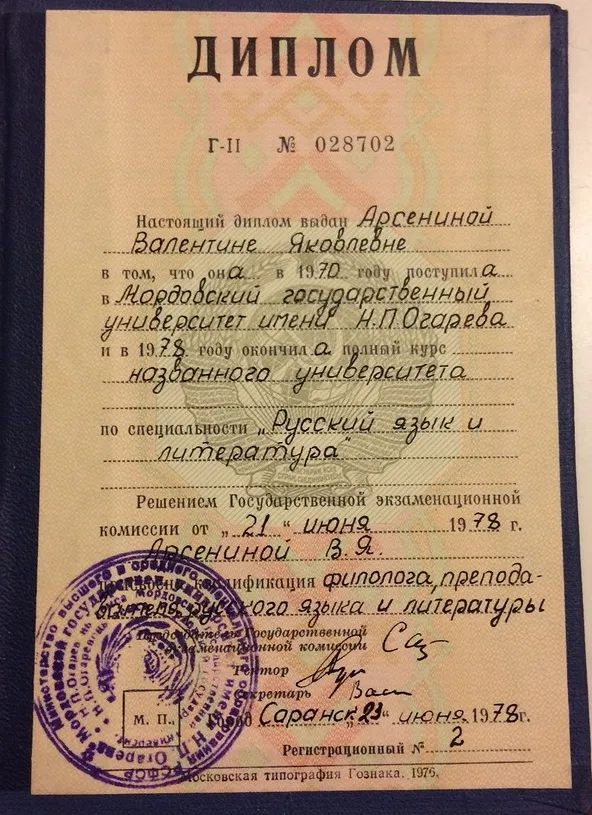 ДИПЛОМ
Г-II № 028702
Настоящий диплом выдан Арсениной
Валентине Яковлевне
в том, что она в 1970 году поступила
в Мордовский государственный
университет имени Н.П.Огарева
и в 1978 году окончила полный курс
названного университета
по специальности „Русский язык и
литература"
Решением Государственной экзаменационной
комиссии от „21“ июня 1978 г.
Арсениной В.Я.
квалификация филолога, препода-
вателя русского языка и литературы
Председатель Государственной
экзаменационной комиссии
Ректор
Секретарь
Город Саранск 21 июня 1978г.
М. П.
Регистрационный № 2
Московская типография Гознака. 1976.